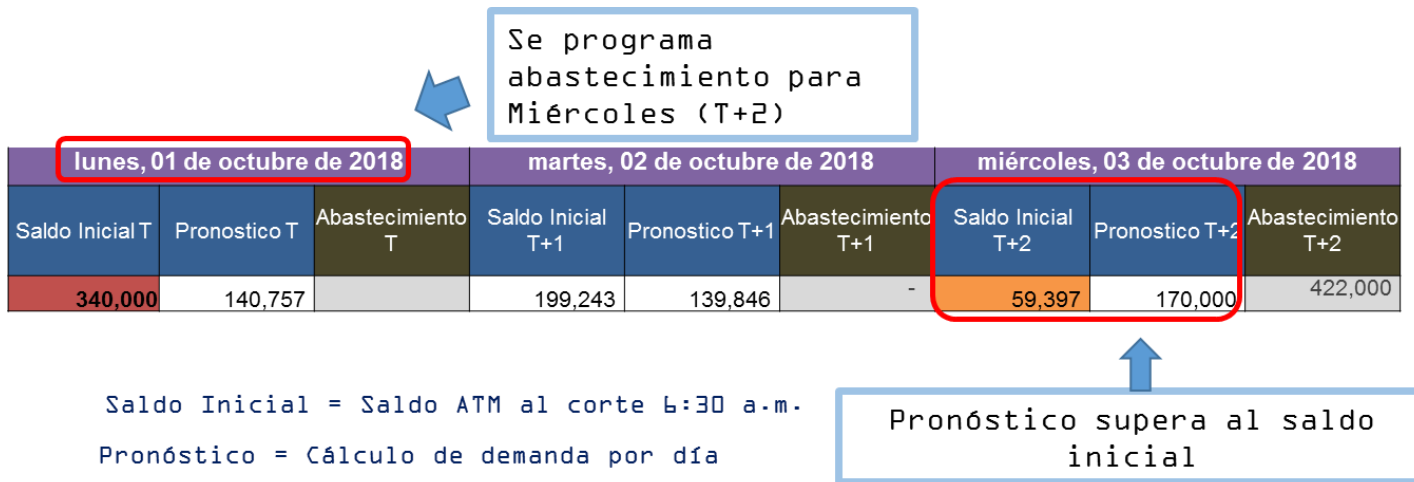 Se programa
abastecimiento para
Miércoles (T+2)
lunes, 01 de octubre de 2018 martes, 02 de octubre de 2018 miércoles, 03 de octubre de 2018
Saldo Inicial T Pronostico T Abastecimiento T Saldo Inicial T+1 Pronostico T+1 Abastecimiento T+1 Saldo Inicial T+2 Pronostico T+2 Abastecimiento T+2
340,000 140,757 199,243 139,846 - 59,397 170,000 422,000
Saldo Inicial = Saldo ATM al corte 6:30 a.m.
Pronóstico = Cálculo de demanda por día
Pronóstico supera al saldo
inicial